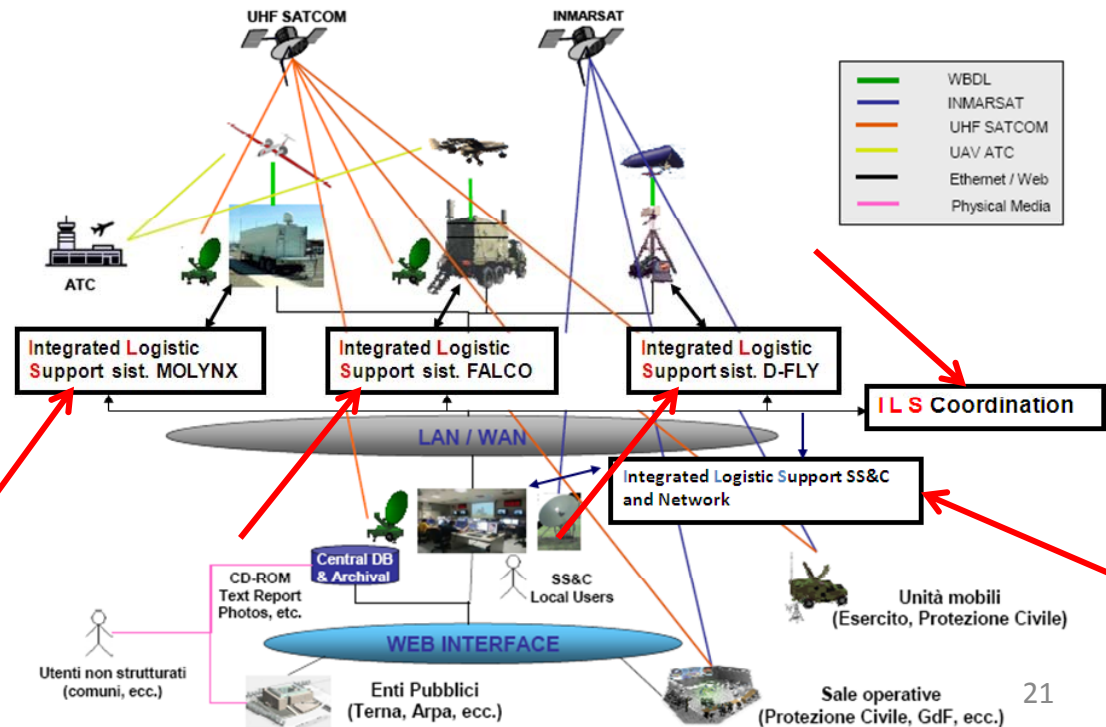 UHF SATCOM
INMARSAT
WBDL
INMARSAT
UHF SATCOM
UAV ATC
Ethernet / Web
Physical Media
ATC
Integrated Logistic
Support sist. MOLYNX
Integrated Logistic
Support sist. FALCO
Integrated Logistic
Support sist. D-FLY
ILS Coordination
LAN / WAN
Integrated Logistic Support SS&C
and Network
Central DB
& Archival
CD-ROM
Text Report
Photos, etc.
SS&C
Local Users
Unità mobili
(Esercito, Protezione Civile)
WEB INTERFACE
Utenti non strutturati
(comuni, ecc.)
Enti Pubblici
(Terna, Arpa, ecc.)
Sale operative
(Protezione Civile, GdF, ecc.)
21